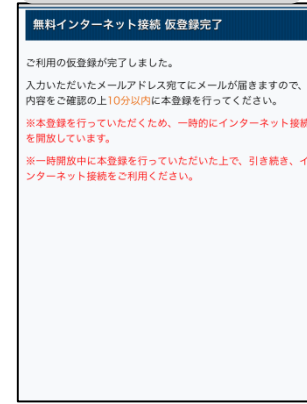 無料インターネット接続 仮登録完了
ご利用の仮登録が完了しました。
入力いただいたメールアドレス宛てにメールが届きますので、
内容をご確認の上10分以内に本登録を行ってください。
※本登録を行っていただくため、一時的にインターネット接続
を開放しています。
※一時開放中に本登録を行っていただいた上で、引き続き、イ
ンターネット接続をご利用ください。